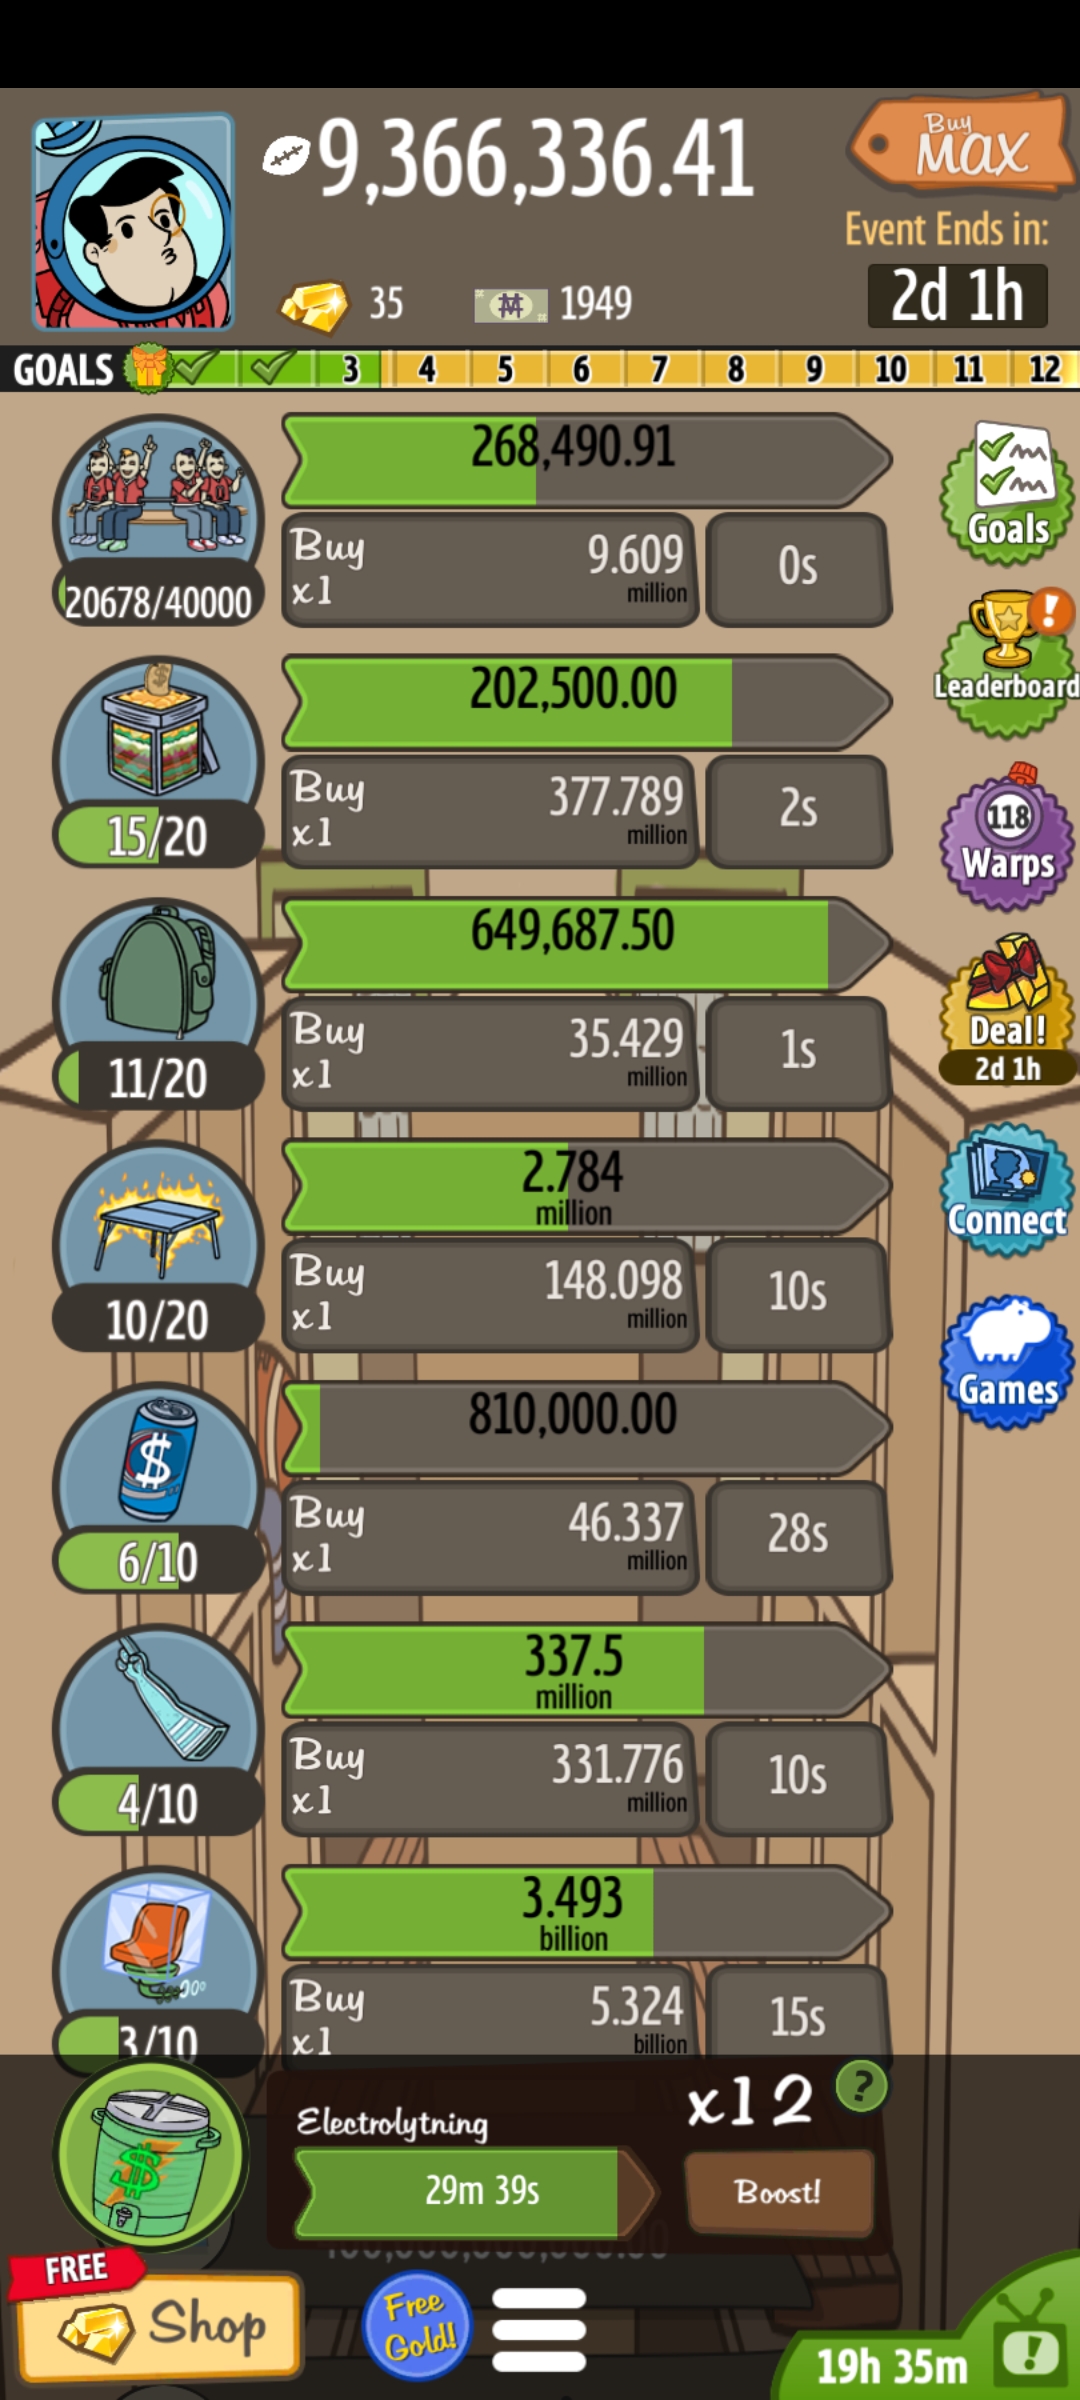 9,366,336.41
Buy
MAX
Event Ends in:
2d 1h
35
1949
GOALS
3 4 5 6 7 8 9 10 11 12
268,490.91
Buy
x1
9.609
million
0s
20678/40000
Goals
202,500.00
Buy
x1
377.789
million
2s
15/20
Leaderboard
649,687.50
Buy
x1
35.429
million
1s
11/20
118
Warps
2.784
million
Buy
x1
148.098
million
10s
10/20
Deal!
2d 1h
810,000.00
Buy
x1
46.337
million
28s
6/10
Connect
Games
337.5
million
Buy
x1
331.776
million
10s
4/10
3.493
billion
Buy
x1
5.324
billion
15s
3/10
Electrolytning
x12
?
29m 39s
Boost!
FREE
Shop
Free
Gold!
19h 35m